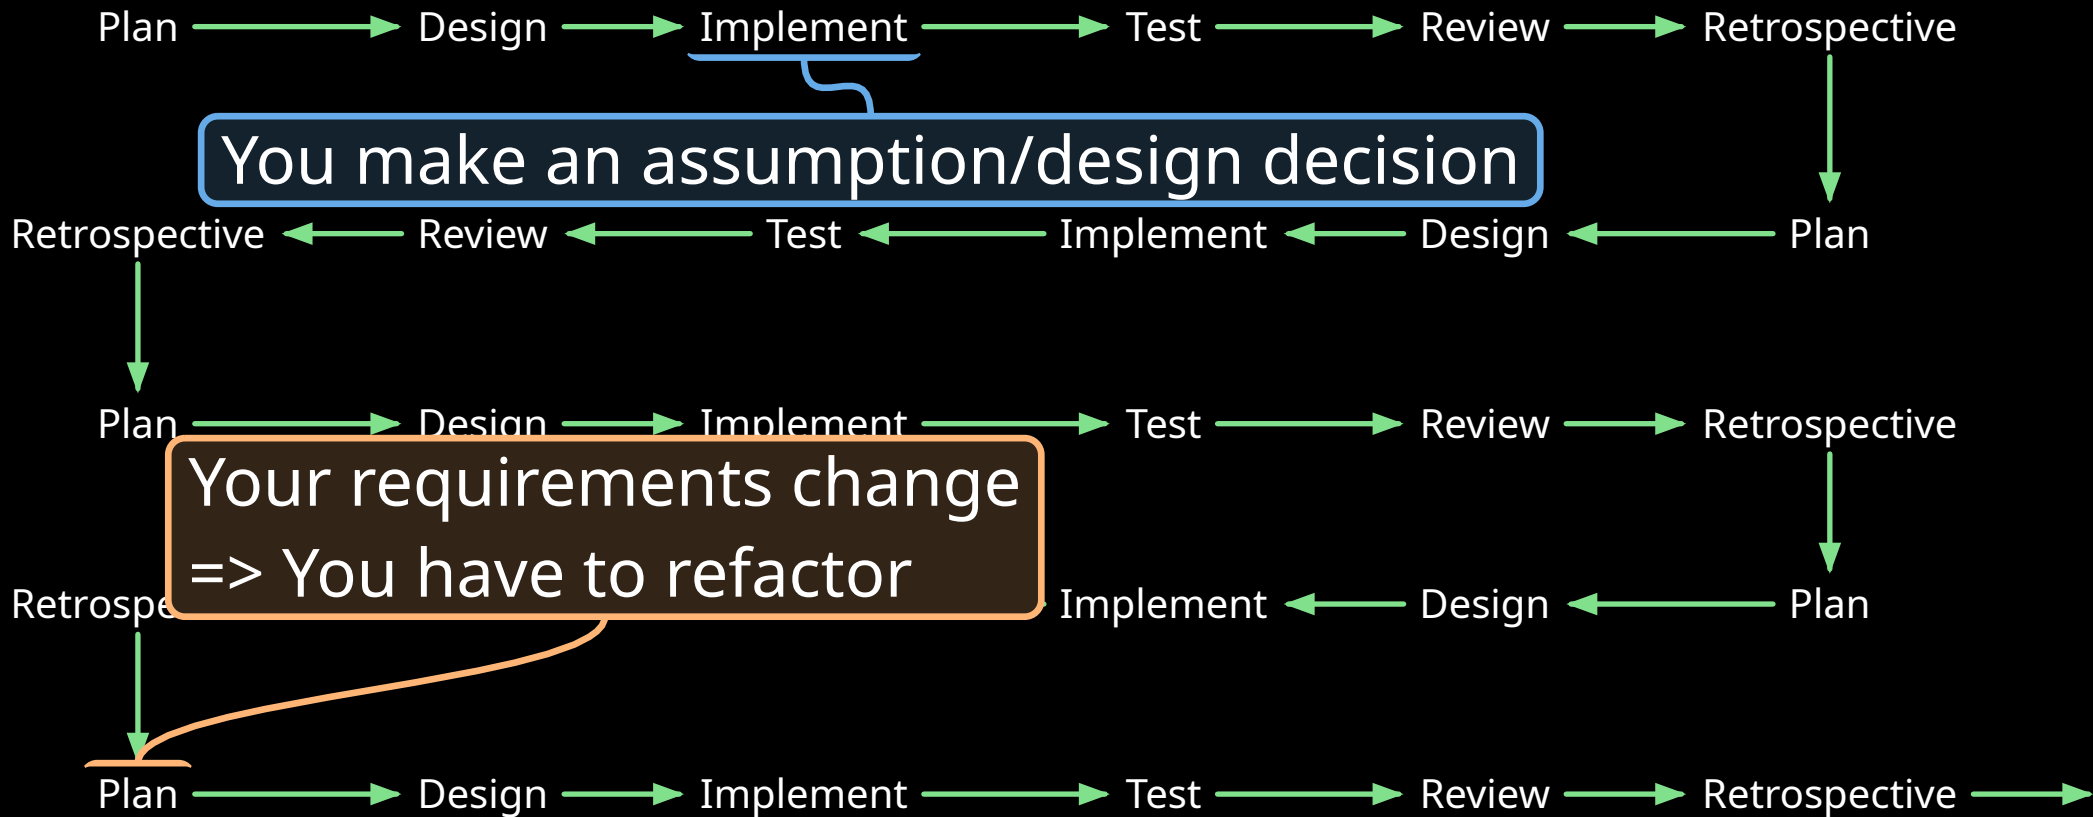 Plan Design Implement Test Review Retrospective
You make an assumption/design decision
Retrospective Review Test Implement Design Plan
Plan Design Implement Test Review Retrospective
Your requirements change
=> You have to refactor
Retrospe Implement Design Plan
Plan Design Implement Test Review Retrospective